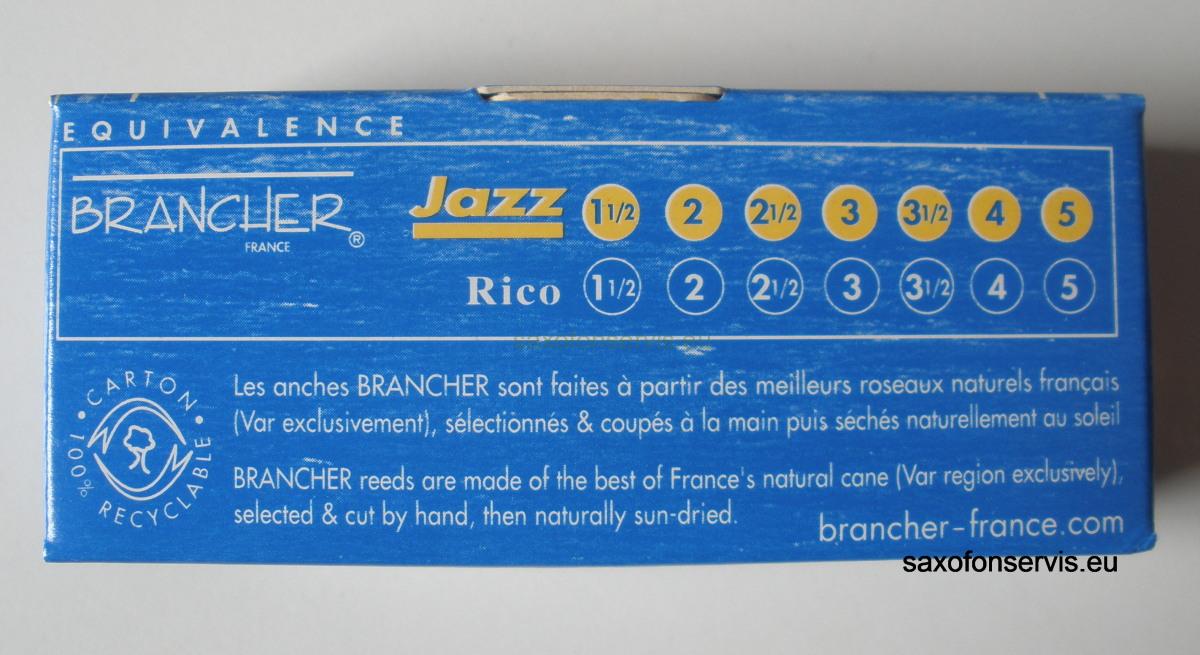 EQUIVALENCE
BRANCHER ®
FRANCE
Jazz 1 1/2 2 2 1/2 3 3 1/2 4 5
Rico 1 1/2 2 2 1/2 3 3 1/2 4 5
saxofonservis.eu
100% CARTON RECYCLABLE
N M
Les anches BRANCHER sont faites à partir des meilleurs roseaux naturels français
(Var exclusivement), sélectionnés & coupés à la main puis séchés naturellement au soleil
BRANCHER reeds are made of the best of France's natural cane (Var region exclusively),
selected & cut by hand, then naturally sun-dried.
brancher-france.com
saxofonservis.eu